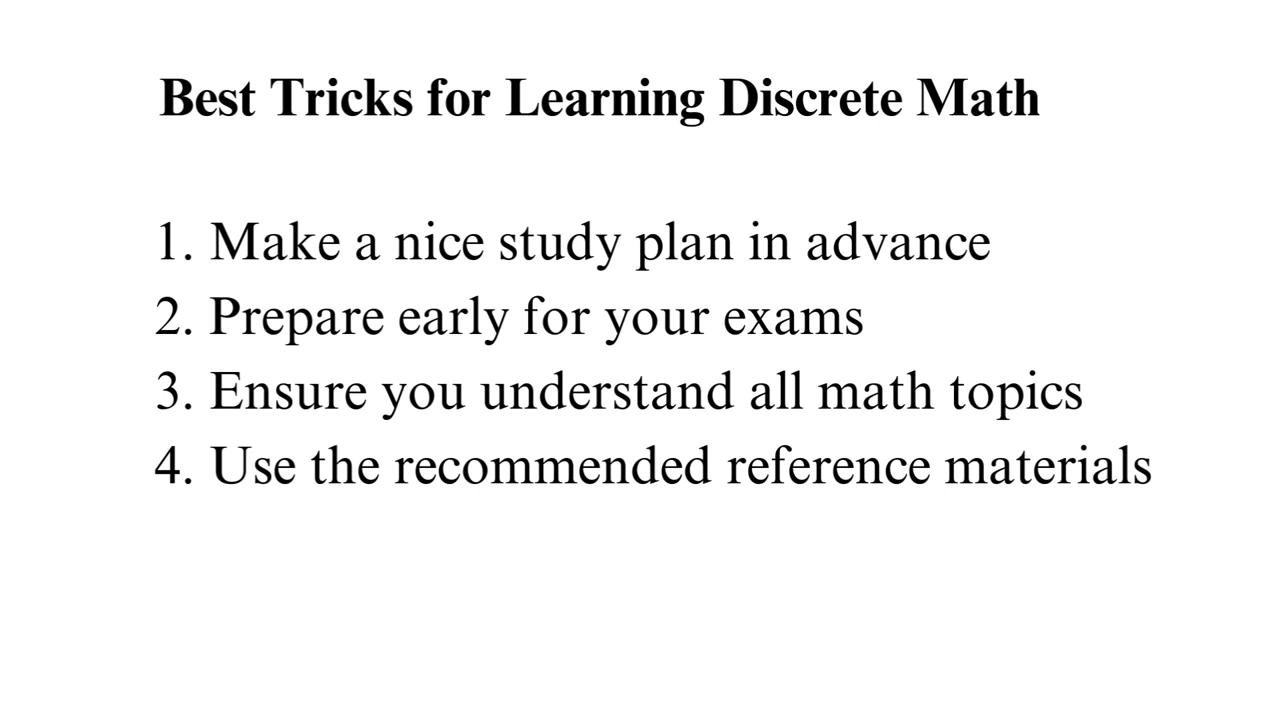 Best Tricks for Learning Discrete Math
1. Make a nice study plan in advance
2. Prepare early for your exams
3. Ensure you understand all math topics
4. Use the recommended reference materials